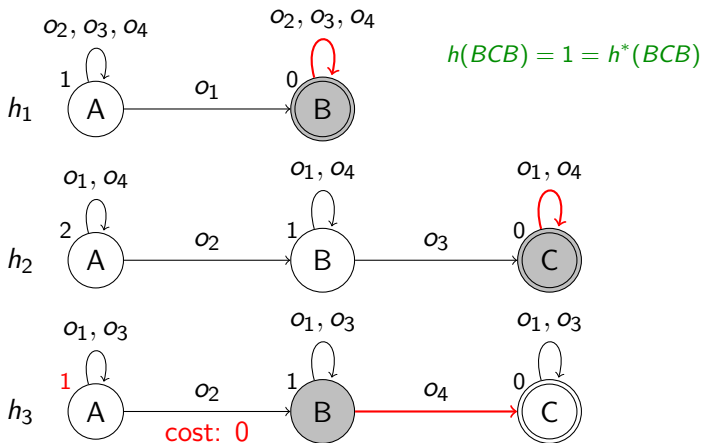 o₂, o₃, o₄
o₂, o₃, o₄
h(BCB) = 1 = h*(BCB)
1
0
h₁
A
o₁
B
o₁, o₄
o₁, o₄
o₁, o₄
2
1
0
h₂
A
o₂
B
o₃
C
o₁, o₃
o₁, o₃
o₁, o₃
1
1
0
h₃
A
o₂
B
o₄
C
cost: 0